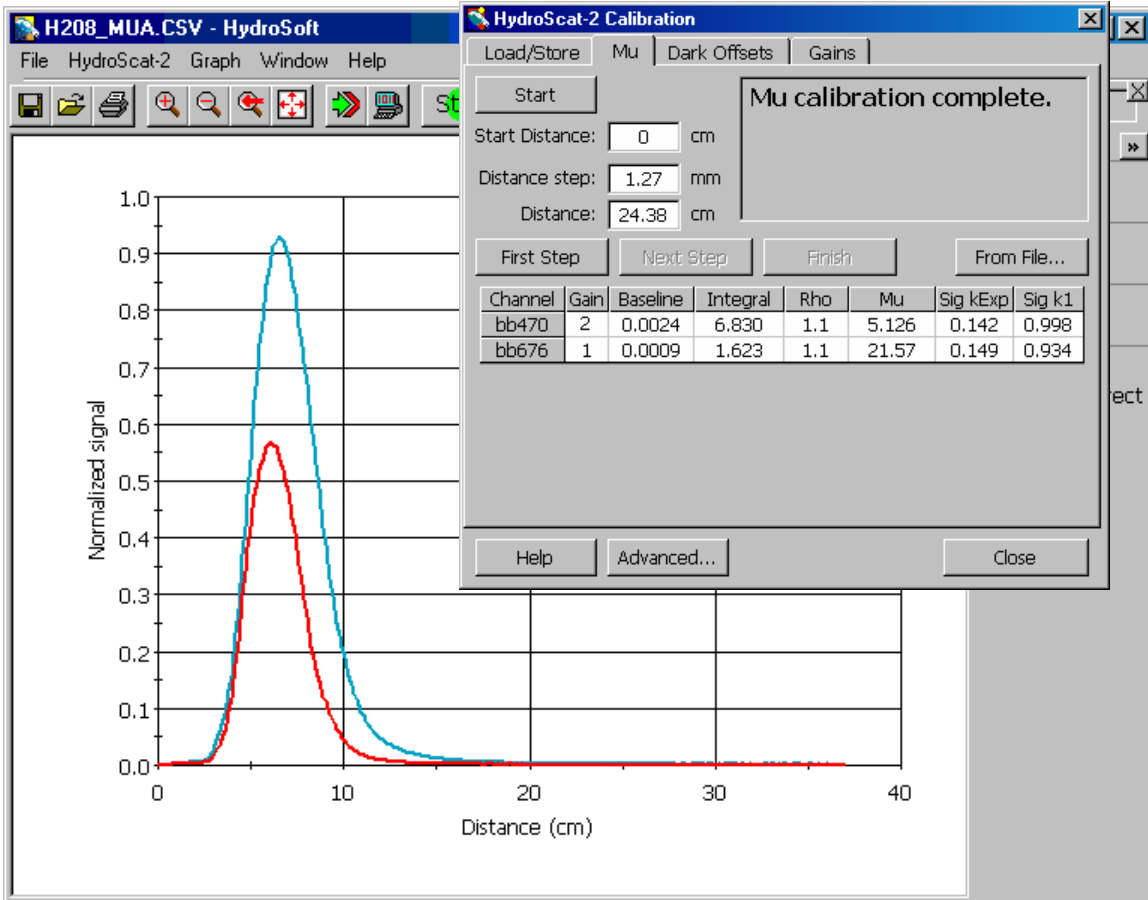 H208_MUA.CSV - HydroSoft
File HydroScat-2 Graph Window Help
HydroScat-2 Calibration
Load/Store Mu Dark Offsets Gains
Start
Mu calibration complete.
Start Distance: 0 cm
Distance step: 1.27 mm
Distance: 24.38 cm
First Step Next Step Finish From File...
Channel Gain Baseline Integral Rho Mu Sig kExp Sig k1
bb470 2 0.0024 6.830 1.1 5.126 0.142 0.998
bb676 1 0.0009 1.623 1.1 21.57 0.149 0.934
Help Advanced... Close
St
»
rect
Normalized signal
1.0
0.9
0.8
0.7
0.6
0.5
0.4
0.3
0.2
0.1
0.0
0 10 20 30 40
Distance (cm)